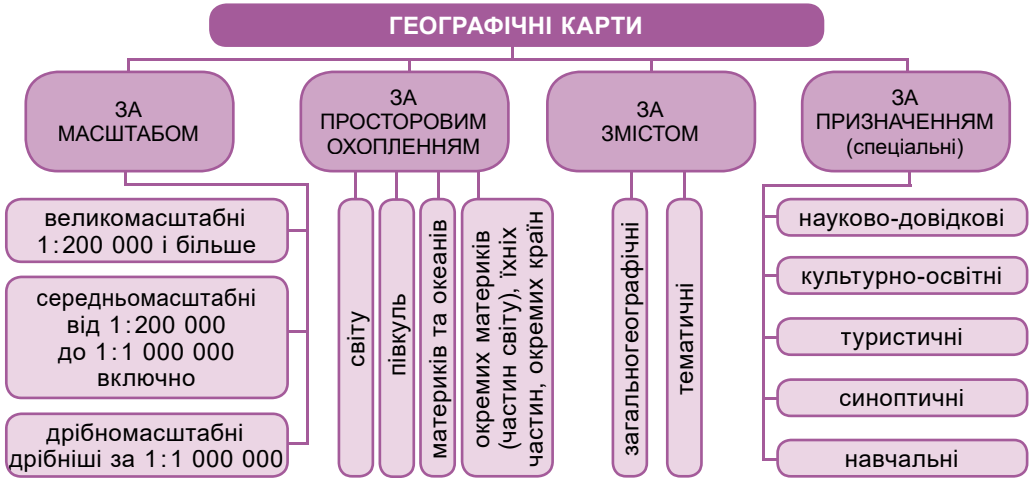 ГЕОГРАФІЧНІ КАРТИ
ЗА
МАСШТАБОМ
великомасштабні
1:200 000 і більше
середньомасштабні
від 1:200 000
до 1:1 000 000
включно
дрібномасштабні
дрібніші за 1:1 000 000
ЗА
ПРОСТОРОВИМ
ОХОПЛЕННЯМ
світу
півкуль
материків та океанів
окремих материків
(частин світу), їхніх
частин, окремих країн
ЗА
ЗМІСТОМ
загальногеографічні
тематичні
ЗА
ПРИЗНАЧЕННЯМ
(спеціальні)
науково-довідкові
культурно-освітні
туристичні
синоптичні
навчальні